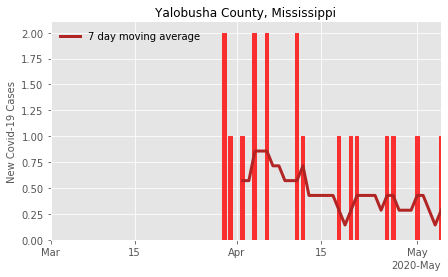 Yalobusha County, Mississippi
7 day moving average
New Covid-19 Cases
2.00
1.75
1.50
1.25
1.00
0.75
0.50
0.25
0.00
Mar
15
Apr
15
May
2020-May